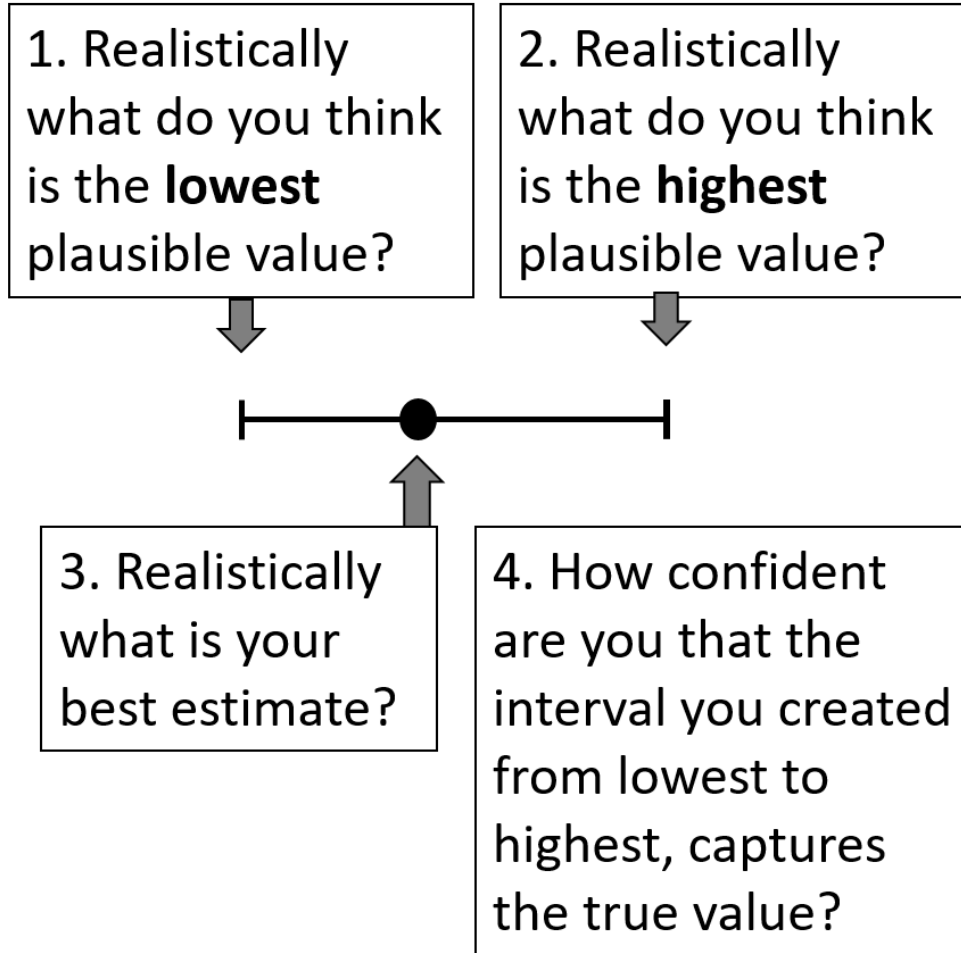 1. Realistically
what do you think
is the lowest
plausible value?
2. Realistically
what do you think
is the highest
plausible value?
3. Realistically
what is your
best estimate?
4. How confident
are you that the
interval you created
from lowest to
highest, captures
the true value?